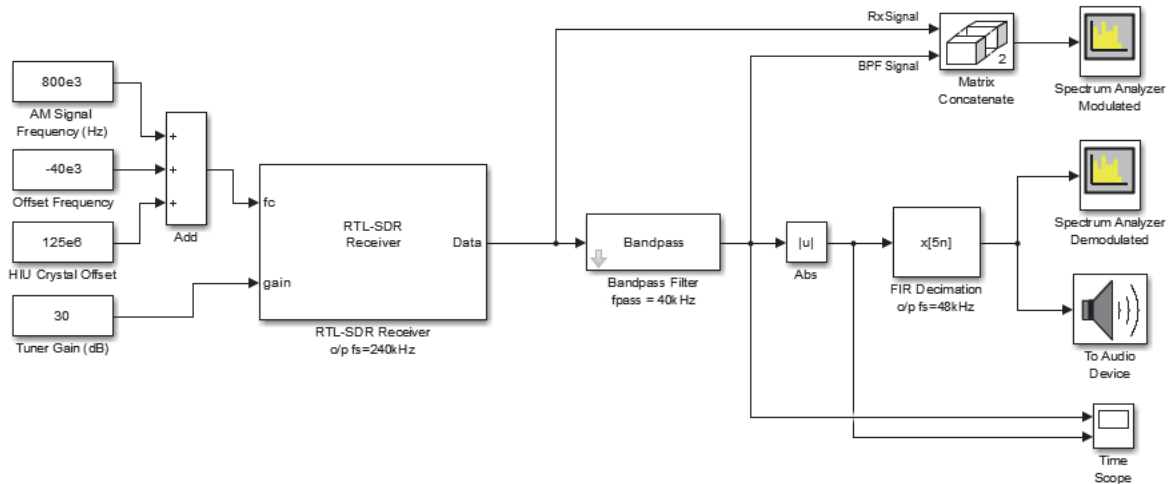 800e3
AM Signal
Frequency (Hz)
-40e3
Offset Frequency
125e6
HIU Crystal Offset
30
Tuner Gain (dB)
+
+
+
Add
fc
gain
RTL-SDR
Receiver
Data
RTL-SDR Receiver
o/p fs=240kHz
Bandpass
Bandpass Filter
fpass = 40kHz
|u|
Abs
x[5n]
FIR Decimation
o/p fs=48kHz
Rx Signal
BPF Signal
2
Matrix
Concatenate
Spectrum Analyzer
Modulated
Spectrum Analyzer
Demodulated
To Audio
Device
Time
Scope